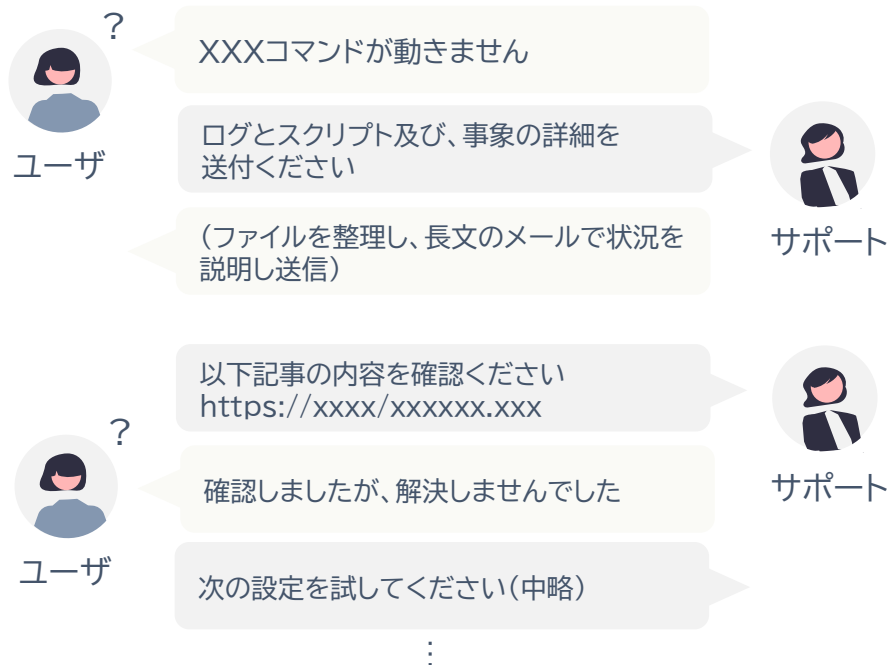 ?
XXXコマンドが動きません
ユーザ
ログとスクリプト及び、事象の詳細を
送付ください
サポート
(ファイルを整理し、長文のメールで状況を
説明し送信)
以下記事の内容を確認ください
https://xxxx/xxxxxx.xxx
サポート
?
確認しましたが、解決しませんでした
ユーザ
次の設定を試してください(中略)
⋮